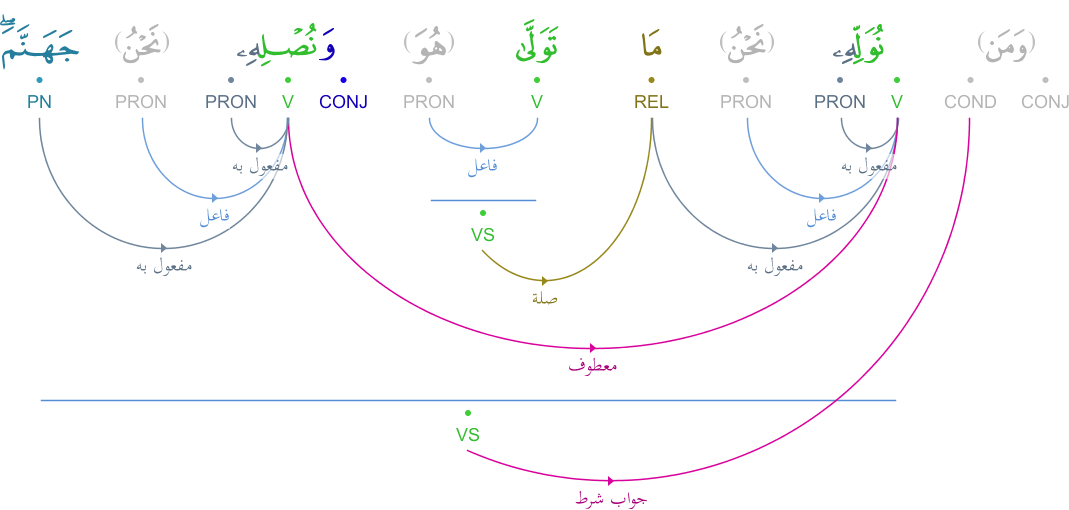 (وَمَن) نُوَلِّهِۦ (نَحْنُ) مَا تَوَلَّىٰ (هُوَ) وَنُصْلِهِۦ (نَحْنُ) جَهَنَّمَ ۖ
PN PRON PRON V CONJ PRON V REL PRON PRON V COND CONJ
مفعول به فاعل مفعول به
فاعل فاعل
VS
مفعول به مفعول به
صلة
معطوف
VS
جواب شرط